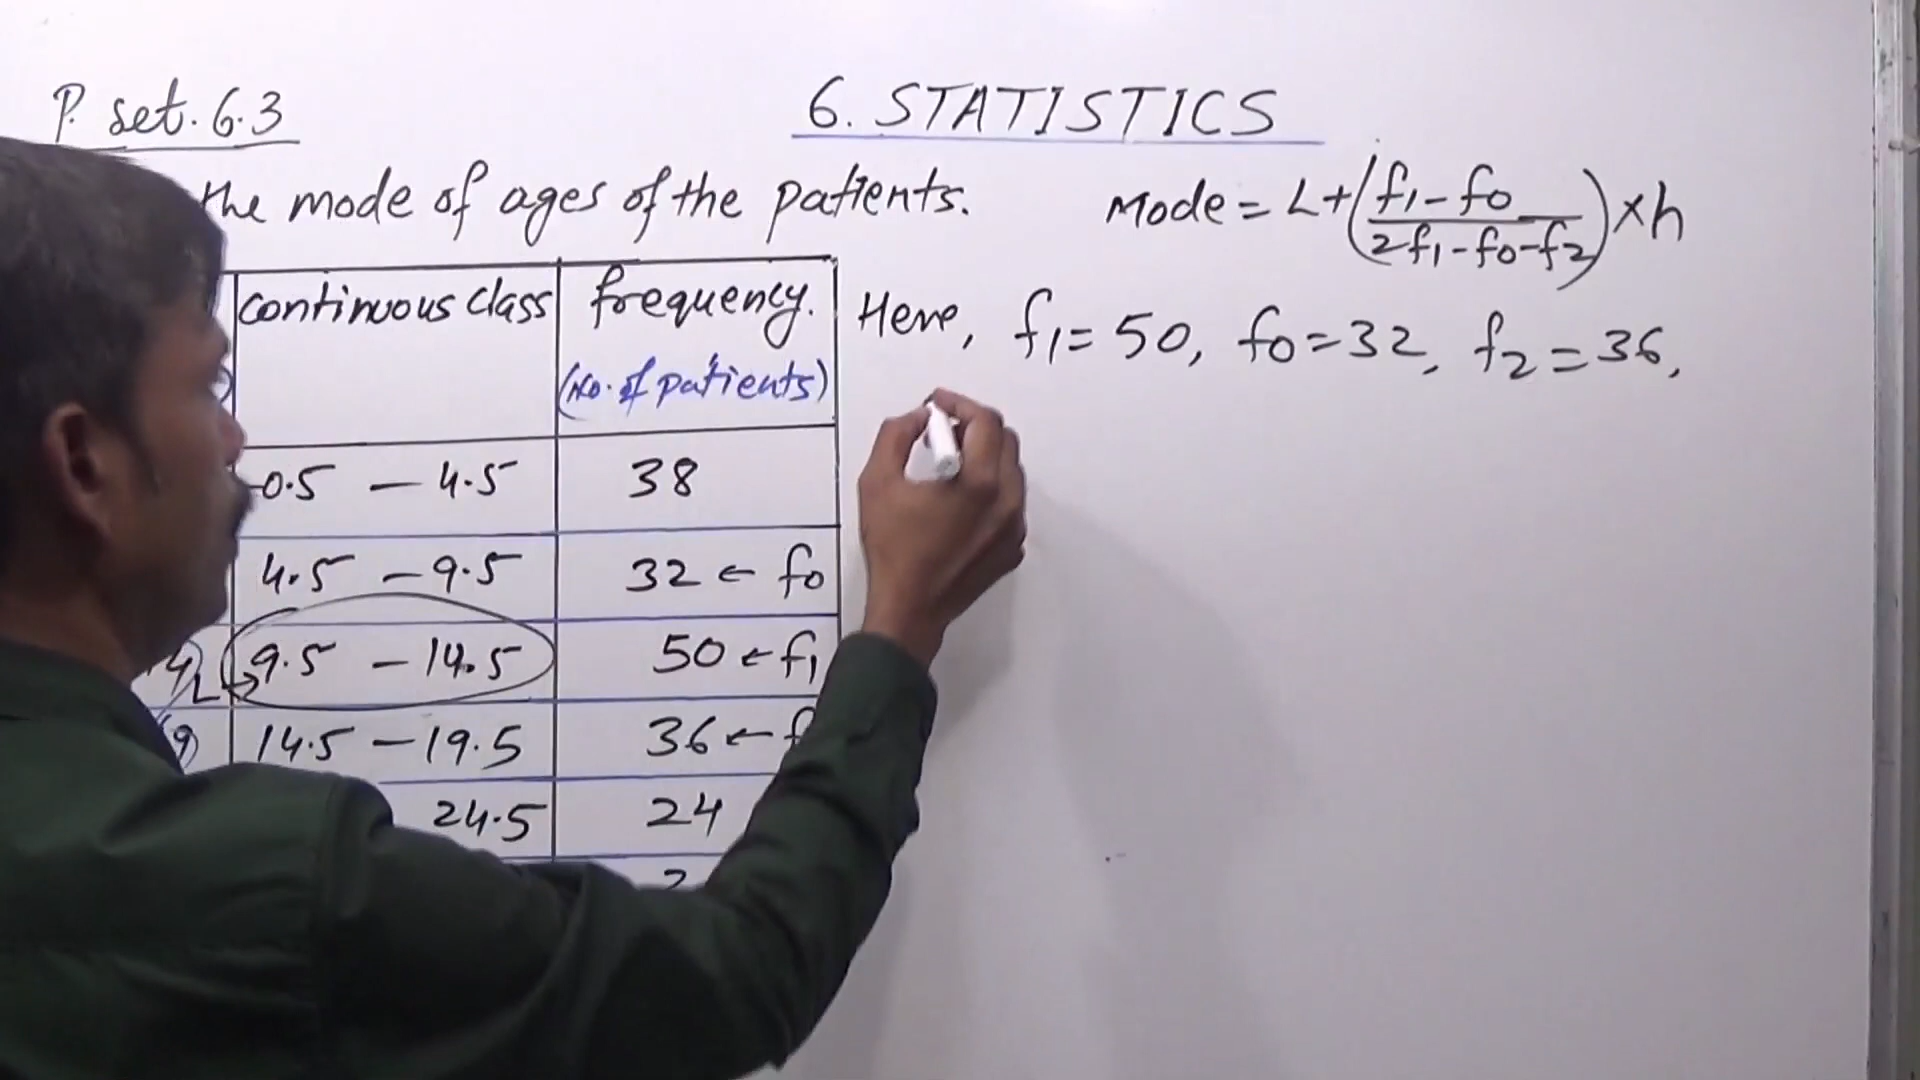 P. set. 6.3
6. STATISTICS
the mode of ages of the patients.
Mode = L + (f1 - f0 / 2f1 - f0 - f2) × h
continuous class frequency.
(No. of patients)
Here, f1 = 50, f0 = 32, f2 = 36,
0.5 — 4.5 38
4.5 — 9.5 32 ← f0
L → 9.5 — 14.5 50 ← f1
14.5 — 19.5 36 ← f
24.5 24